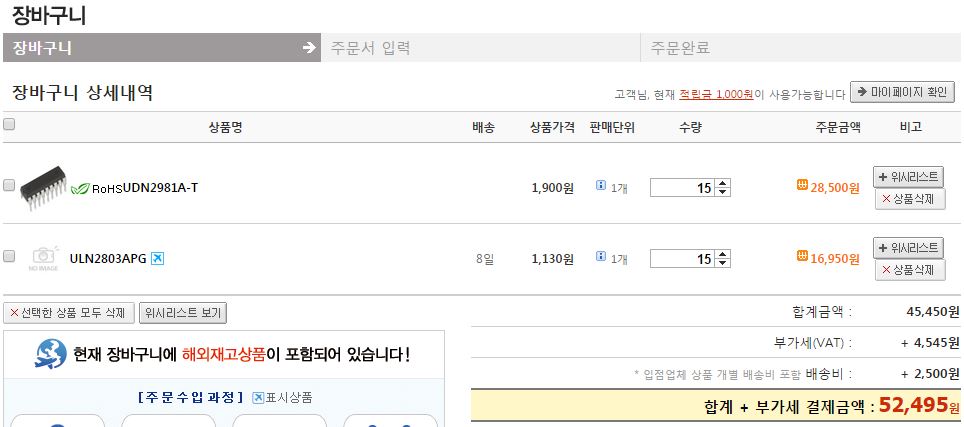 장바구니
장바구니 주문서 입력 주문완료
장바구니 상세내역 고객님, 현재 적립금 1,000원이 사용가능합니다 마이페이지 확인
상품명 배송 상품가격 판매단위 수량 주문금액 비고
RoHS UDN2981A-T 1,900원 1개 15 28,500원 + 위시리스트
× 상품삭제
NO IMAGE ULN2803APG 8일 1,130원 1개 15 16,950원 + 위시리스트
× 상품삭제
× 선택한 상품 모두 삭제 위시리스트 보기
현재 장바구니에 해외재고상품이 포함되어 있습니다!
[주문수입과정] 표시상품
합계금액 : 45,450원
부가세(VAT) : + 4,545원
* 입점업체 상품 개별 배송비 포함 배송비 : + 2,500원
합계 + 부가세 결제금액 : 52,495원